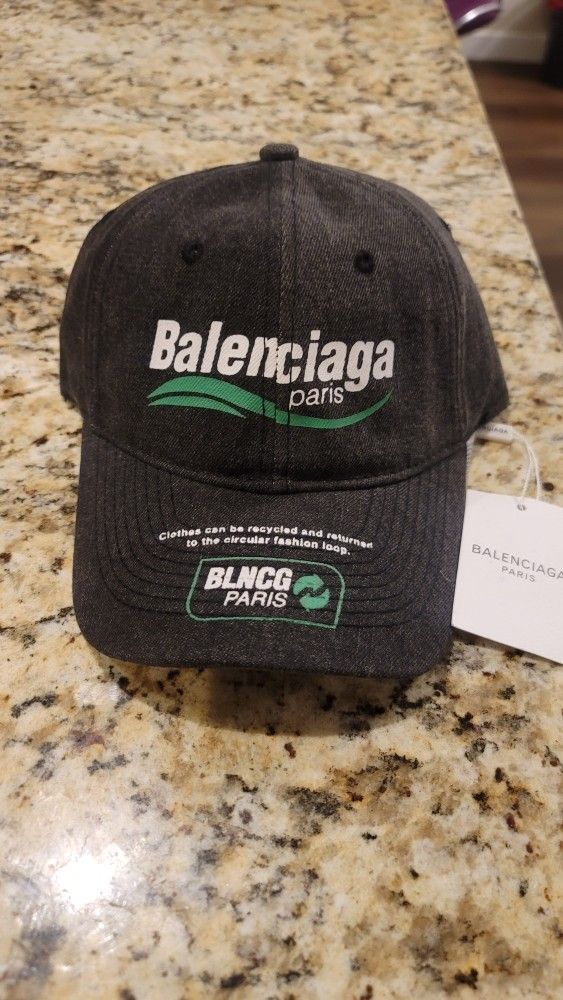 Balenciaga
paris
Clothes can be recycled and returned
to the circular fashion loop.
BLNCG
PARIS
BALENCIAGA
PARIS